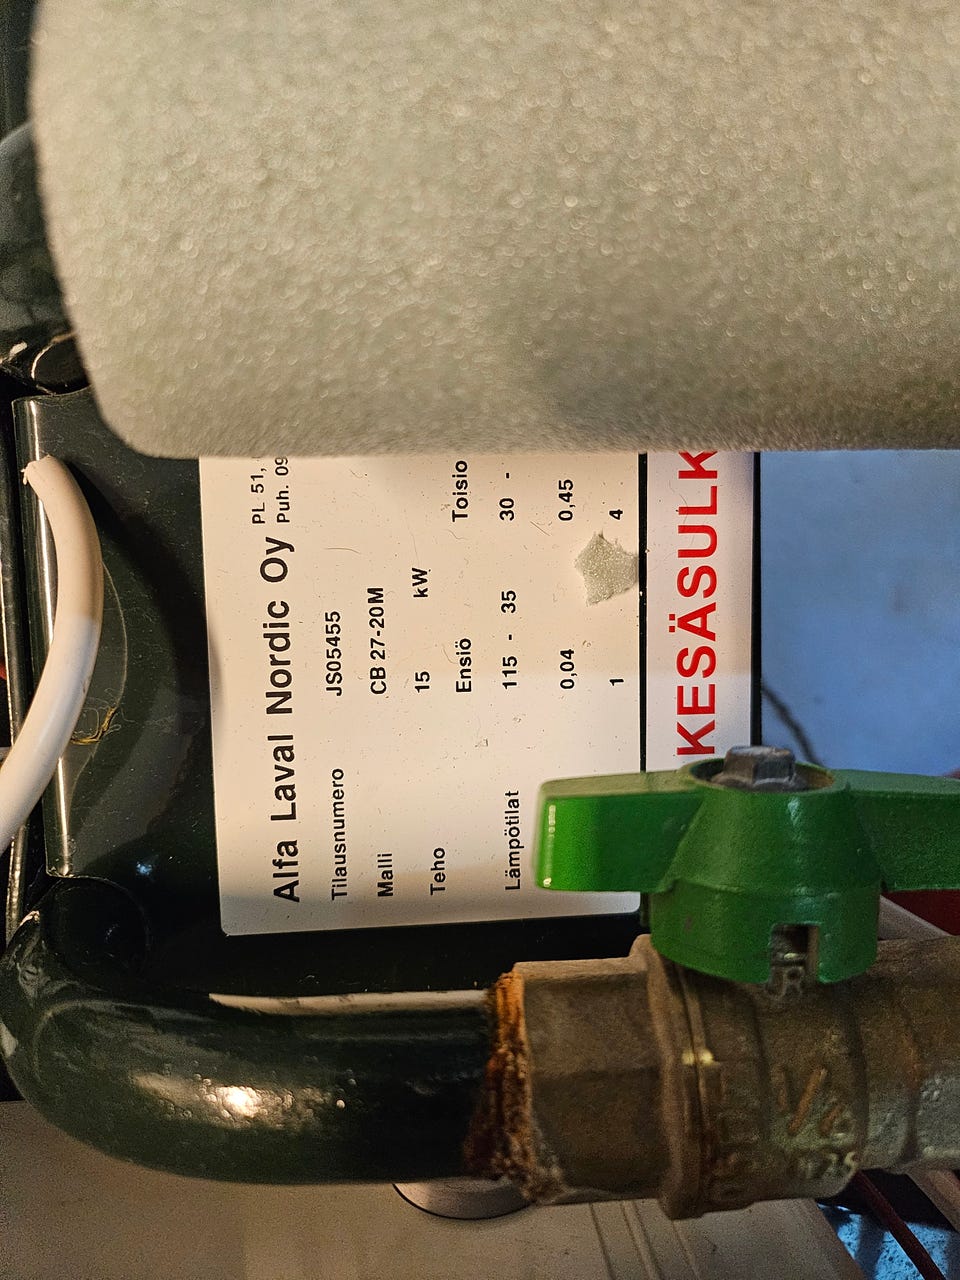 Alfa Laval Nordic Oy PL 51,
Puh. 09
Tilausnumero JS05455
Malli CB 27-20M
Teho 15 kW
Ensiö Toisio
Lämpötilat 115 - 35 30 -
0,04 0,45
1 4
KESÄSULK